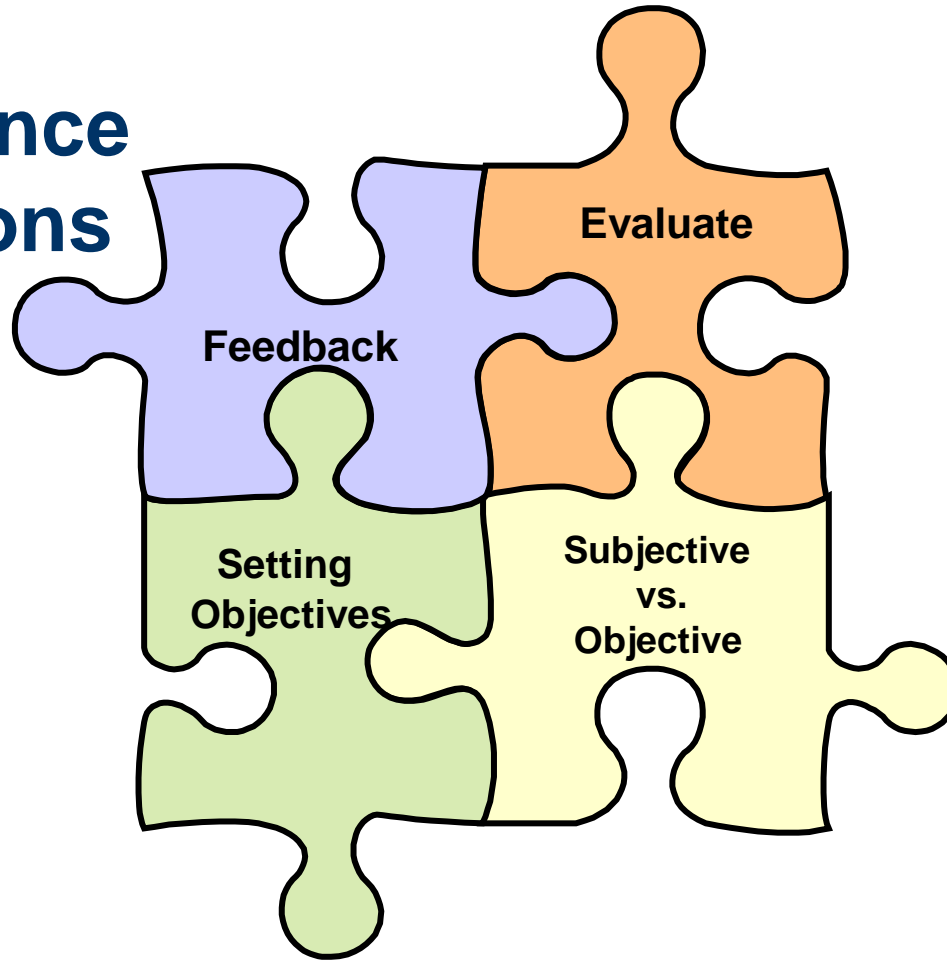 nce
ons
Evaluate
Feedback
Setting
Objectives
Subjective
vs.
Objective